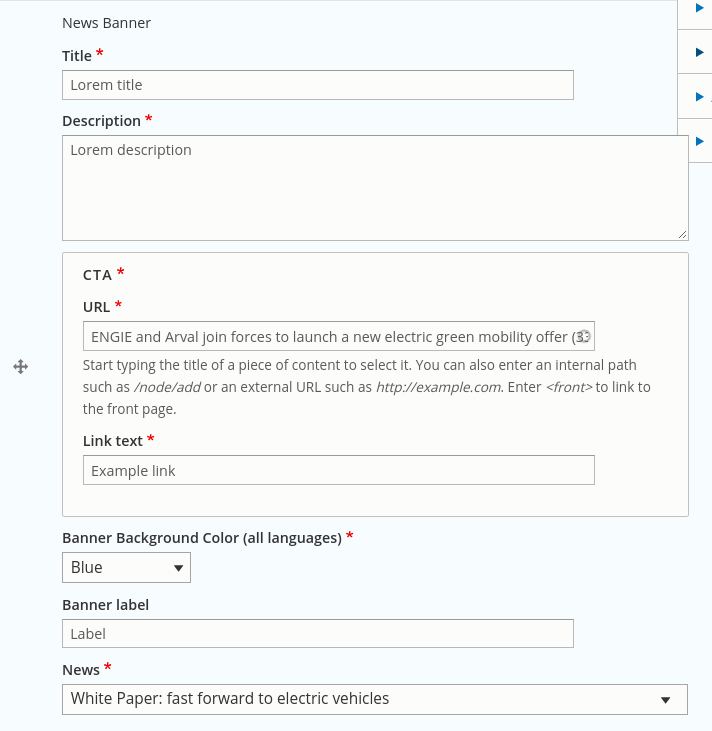 News Banner
Title *
Lorem title
Description *
Lorem description
CTA *
URL *
ENGIE and Arval join forces to launch a new electric green mobility offer
Start typing the title of a piece of content to select it. You can also enter an internal path
such as /node/add or an external URL such as http://example.com. Enter <front> to link to
the front page.
Link text *
Example link
Banner Background Color (all languages) *
Blue
Banner label
Label
News *
White Paper: fast forward to electric vehicles